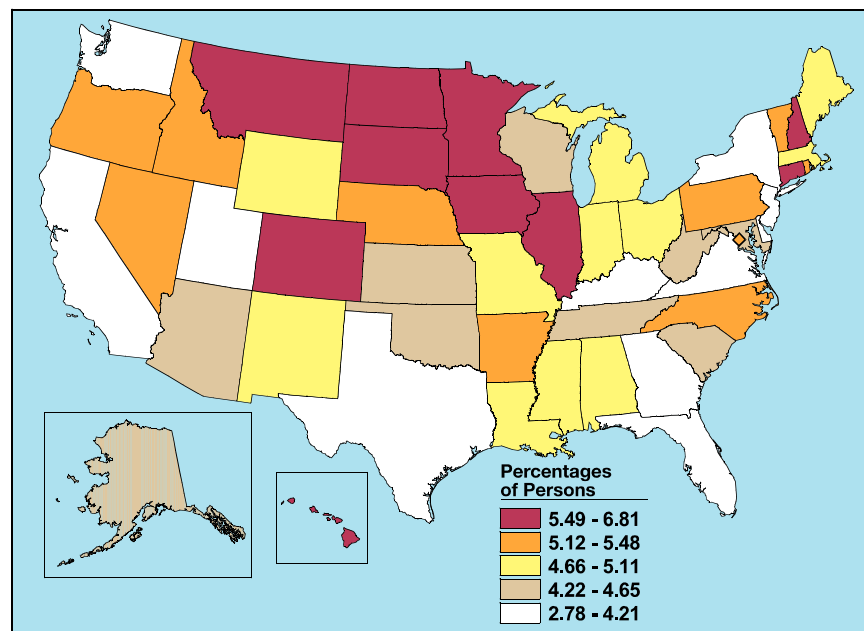 Percentages
of Persons
5.49 - 6.81
5.12 - 5.48
4.66 - 5.11
4.22 - 4.65
2.78 - 4.21